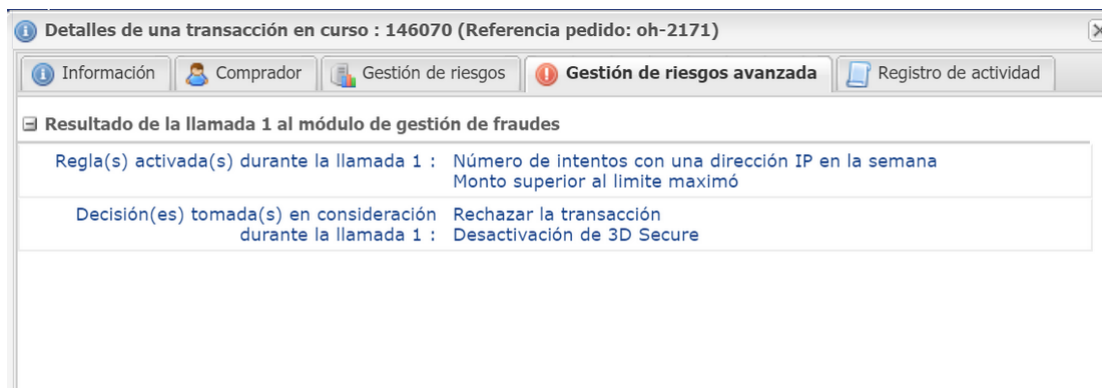 Detalles de una transacción en curso : 146070 (Referencia pedido: oh-2171)
Información Comprador Gestión de riesgos Gestión de riesgos avanzada Registro de actividad
Resultado de la llamada 1 al módulo de gestión de fraudes
Regla(s) activada(s) durante la llamada 1 : Número de intentos con una dirección IP en la semana
Monto superior al limite maximó
Decisión(es) tomada(s) en consideración Rechazar la transacción
durante la llamada 1 : Desactivación de 3D Secure